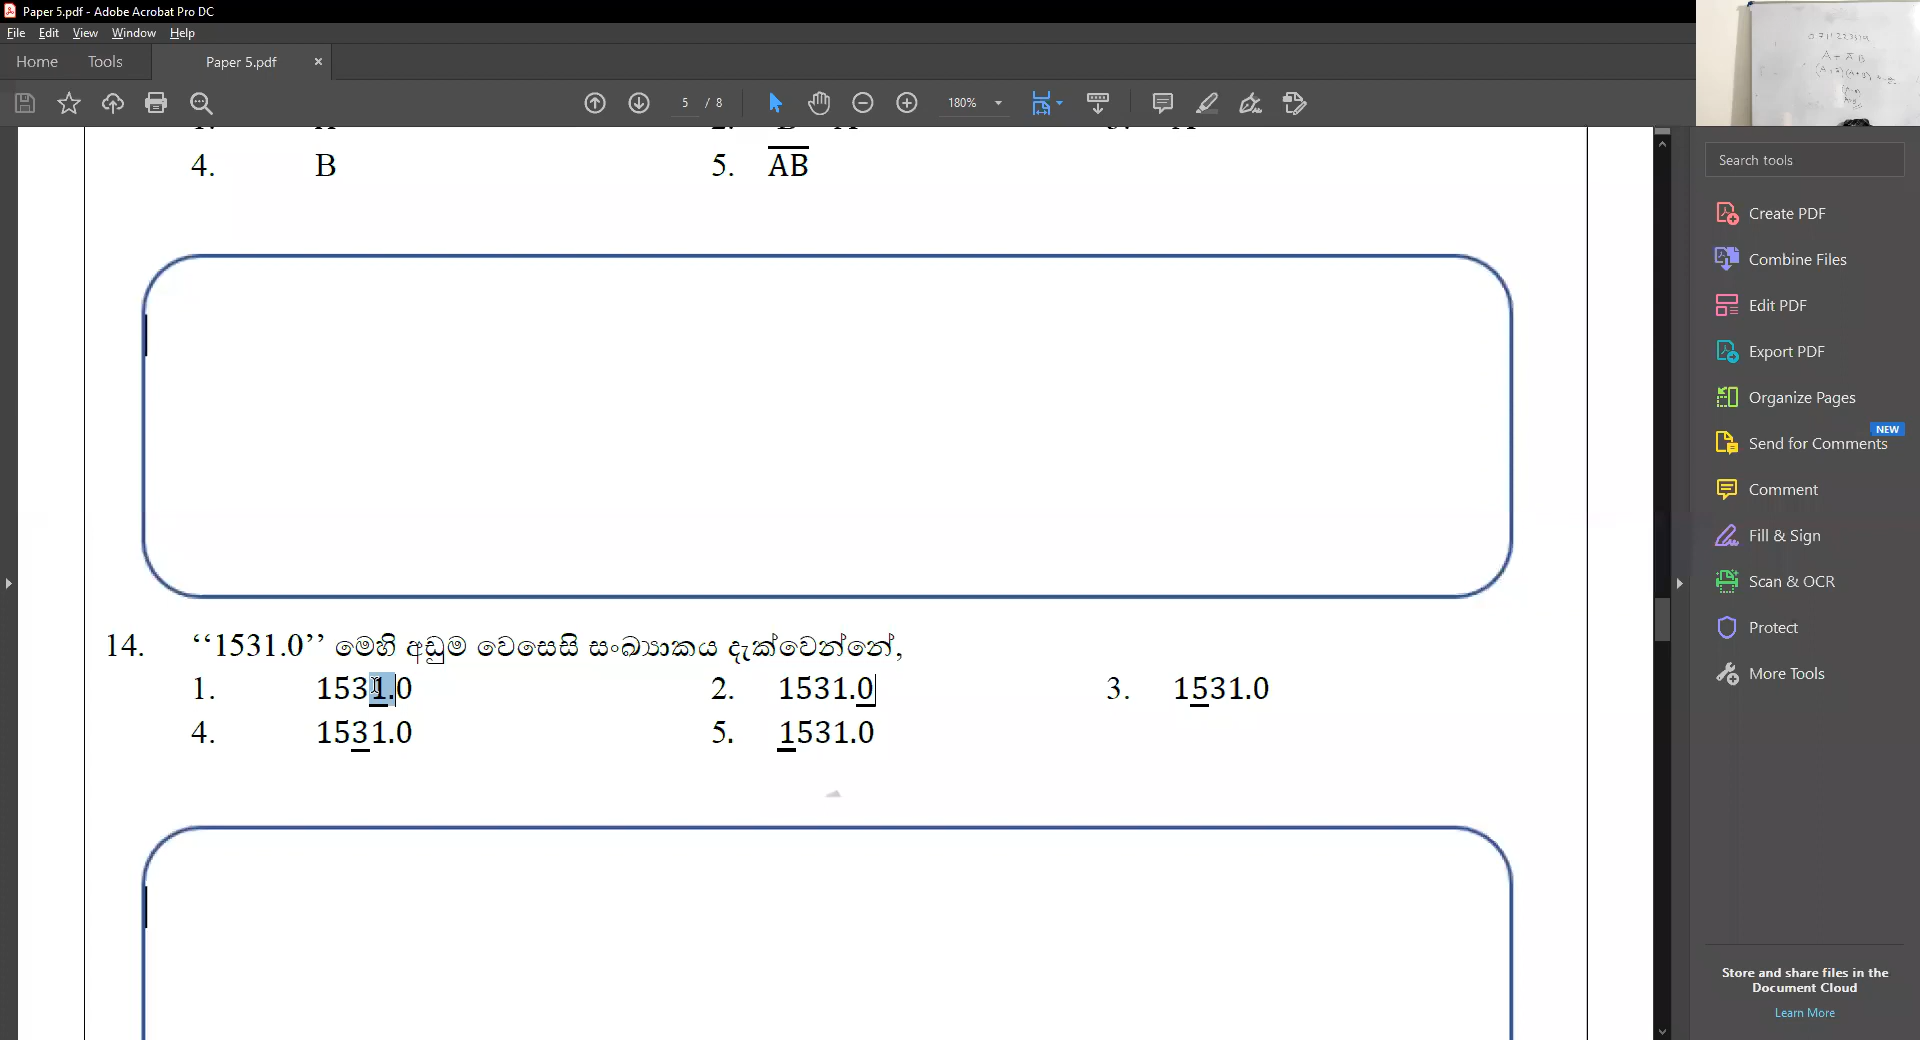 Paper 5.pdf - Adobe Acrobat Pro DC
File Edit View Window Help
Home Tools Paper 5.pdf ×
5 / 8 180%
4. B 5. A̅B̅
14. ‘‘1531.0’’ මෙහි අඩුම වෙසෙසි සංඛ්‍යාකය දැක්වෙන්නේ,
1. 1531.0 2. 1531.0 3. 1531.0
4. 1531.0 5. 1531.0
Search tools
Create PDF
Combine Files
Edit PDF
Export PDF
Organize Pages
NEW
Send for Comments
Comment
Fill & Sign
Scan & OCR
Protect
More Tools
Store and share files in the
Document Cloud
Learn More